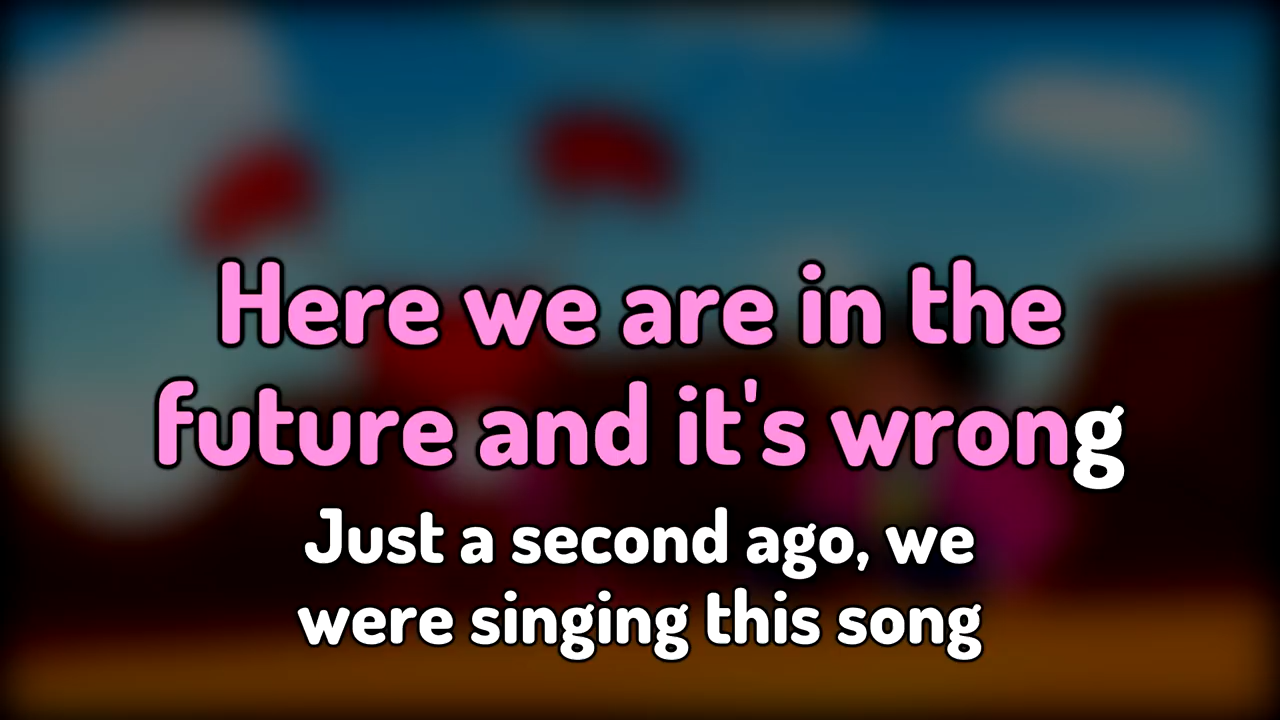 Here we are in the
future and it's wrong
Just a second ago, we
were singing this song